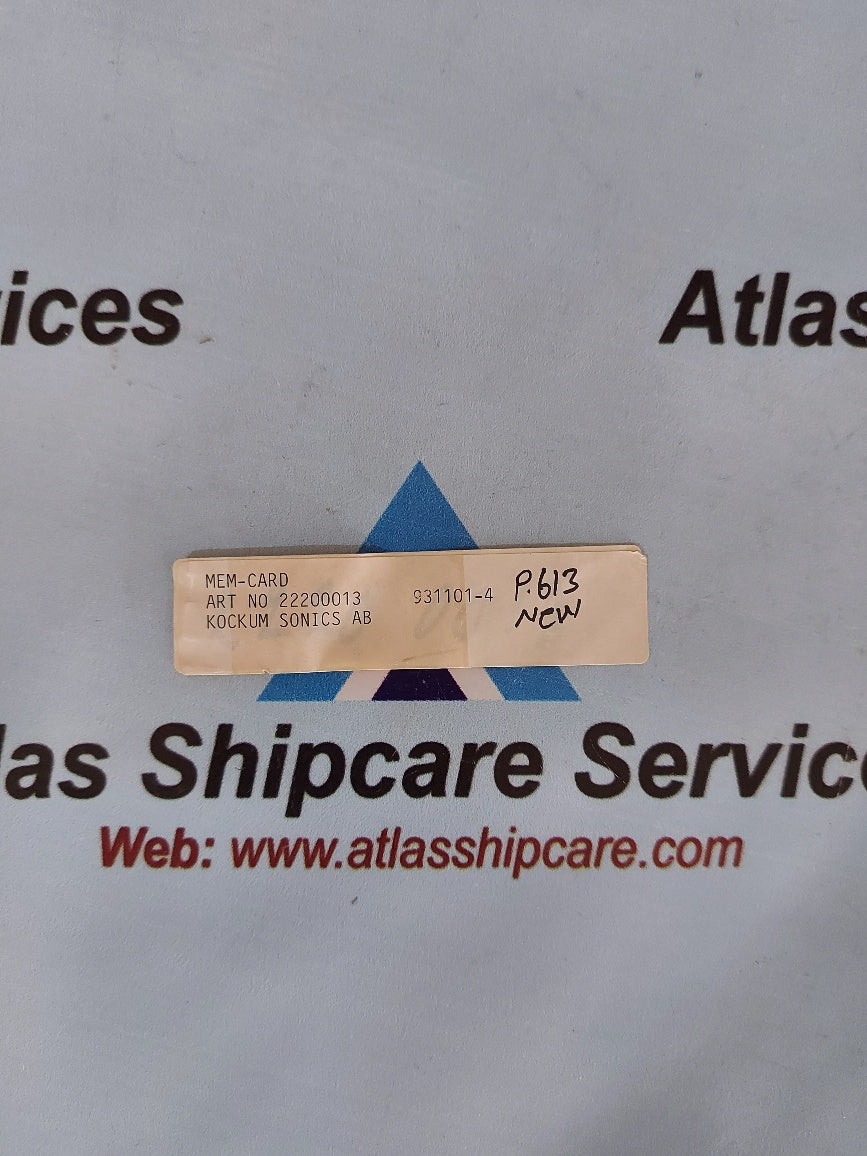 ices
Atlas
MEM-CARD
ART NO 22200013 931101-4
KOCKUM SONICS AB
P.613
NEW
las Shipcare Servic
Web: www.atlasshipcare.com